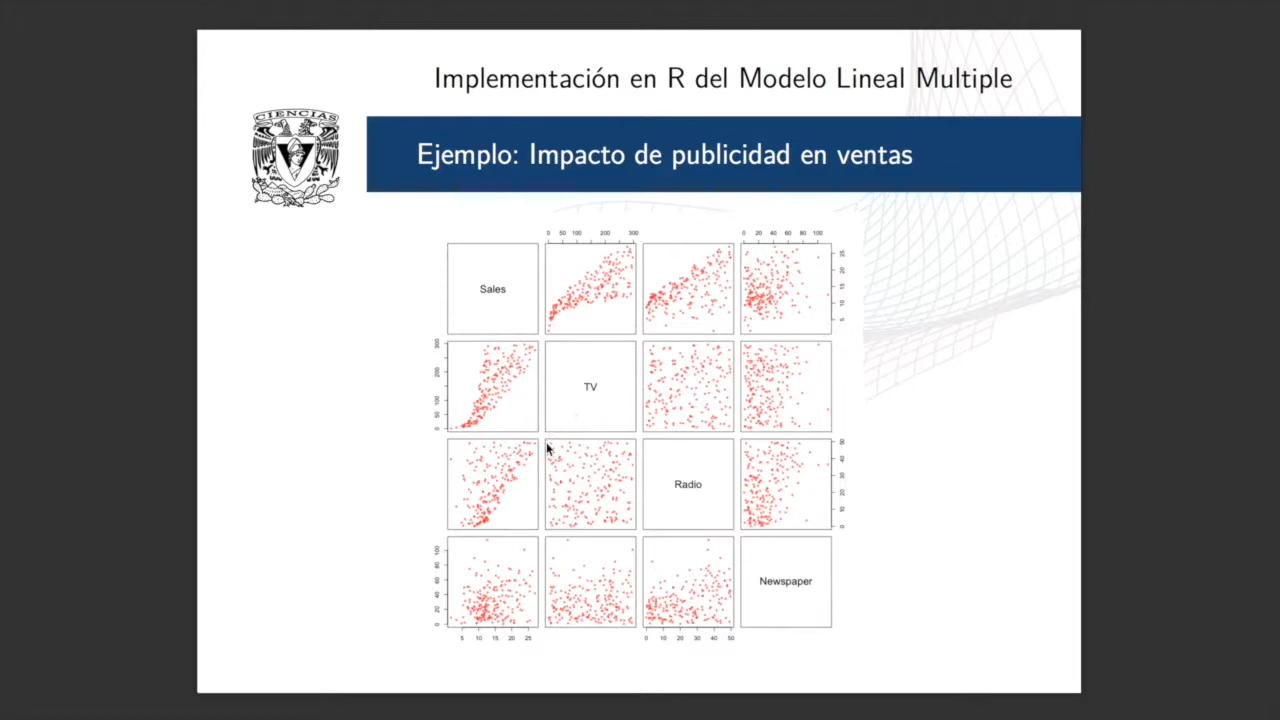 Implementación en R del Modelo Lineal Multiple
CIENCIAS
Ejemplo: Impacto de publicidad en ventas
0 50 100 200 300
0 20 40 60 80 100
Sales
5 10 15 20 25
0 50 100 200 300
TV
Radio
0 10 20 30 40 50
0 20 40 60 80 100
Newspaper
5 10 15 20 25
0 10 20 30 40 50